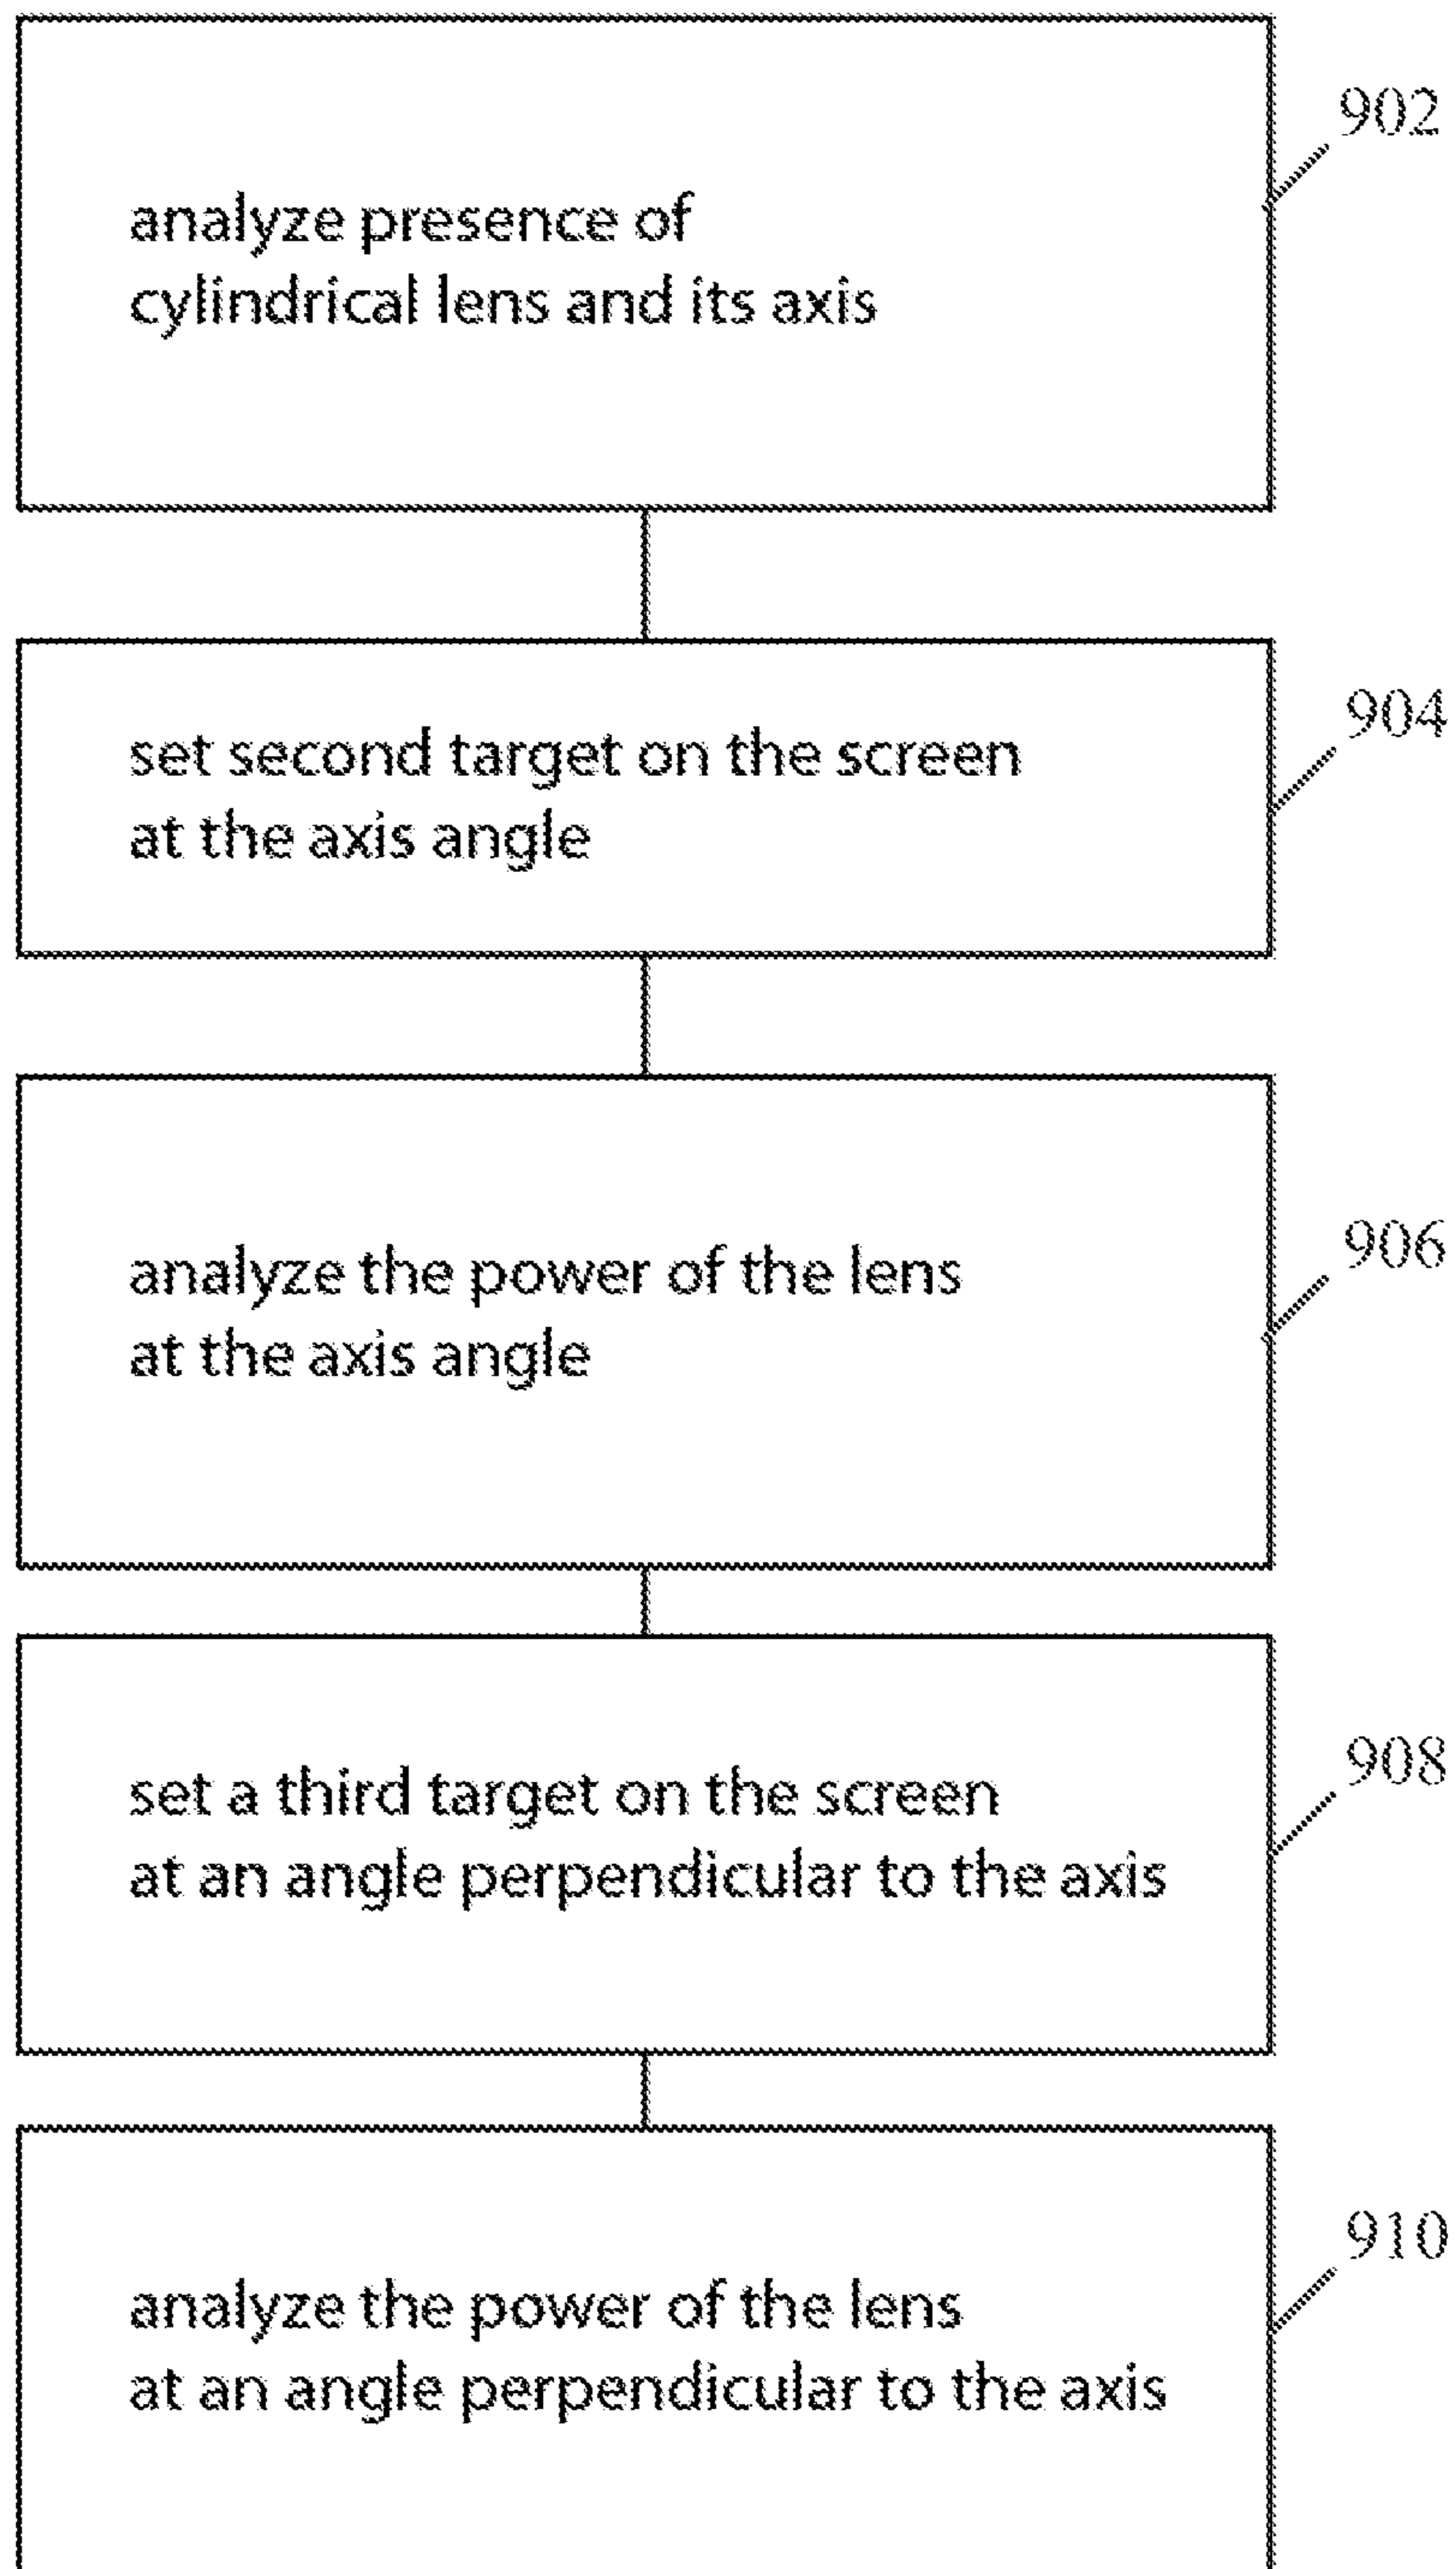 902
analyze presence of
cylindrical lens and its axis
904
set second target on the screen
at the axis angle
906
analyze the power of the lens
at the axis angle
908
set a third target on the screen
at an angle perpendicular to the axis
910
analyze the power of the lens
at an angle perpendicular to the axis